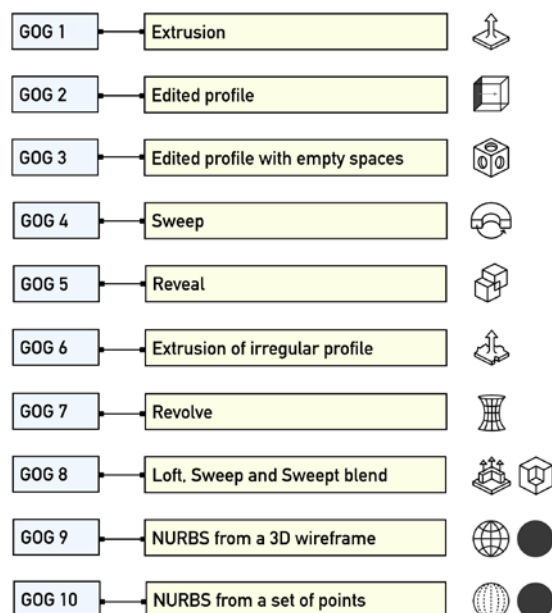 GOG 1 Extrusion
GOG 2 Edited profile
GOG 3 Edited profile with empty spaces
GOG 4 Sweep
GOG 5 Reveal
GOG 6 Extrusion of irregular profile
GOG 7 Revolve
GOG 8 Loft, Sweep and Sweept blend
GOG 9 NURBS from a 3D wireframe
GOG 10 NURBS from a set of points